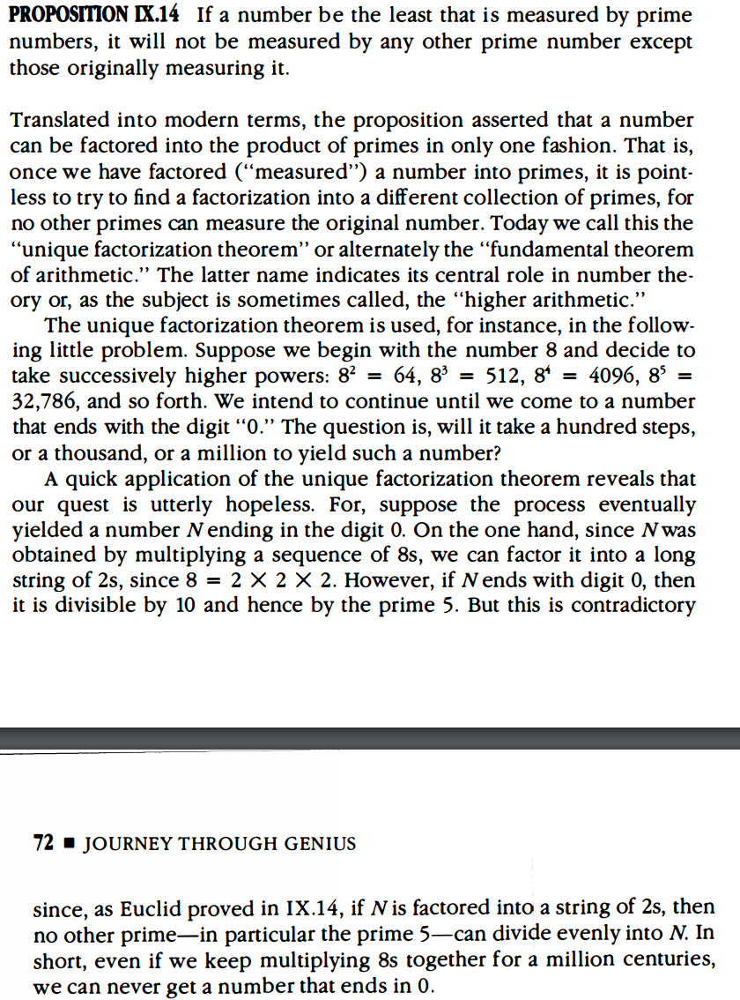 PROPOSITION IX.14 If a number be the least that is measured by prime
numbers, it will not be measured by any other prime number except
those originally measuring it.
Translated into modern terms, the proposition asserted that a number
can be factored into the product of primes in only one fashion. That is,
once we have factored (“measured”) a number into primes, it is point-
less to try to find a factorization into a different collection of primes, for
no other primes can measure the original number. Today we call this the
“unique factorization theorem” or alternately the “fundamental theorem
of arithmetic.” The latter name indicates its central role in number the-
ory or, as the subject is sometimes called, the “higher arithmetic.”
The unique factorization theorem is used, for instance, in the follow-
ing little problem. Suppose we begin with the number 8 and decide to
take successively higher powers: 8² = 64, 8³ = 512, 8⁴ = 4096, 8⁵ =
32,786, and so forth. We intend to continue until we come to a number
that ends with the digit “0.” The question is, will it take a hundred steps,
or a thousand, or a million to yield such a number?
A quick application of the unique factorization theorem reveals that
our quest is utterly hopeless. For, suppose the process eventually
yielded a number N ending in the digit 0. On the one hand, since N was
obtained by multiplying a sequence of 8s, we can factor it into a long
string of 2s, since 8 = 2 × 2 × 2. However, if N ends with digit 0, then
it is divisible by 10 and hence by the prime 5. But this is contradictory
72 ■ JOURNEY THROUGH GENIUS
since, as Euclid proved in IX.14, if N is factored into a string of 2s, then
no other prime—in particular the prime 5—can divide evenly into N. In
short, even if we keep multiplying 8s together for a million centuries,
we can never get a number that ends in 0.